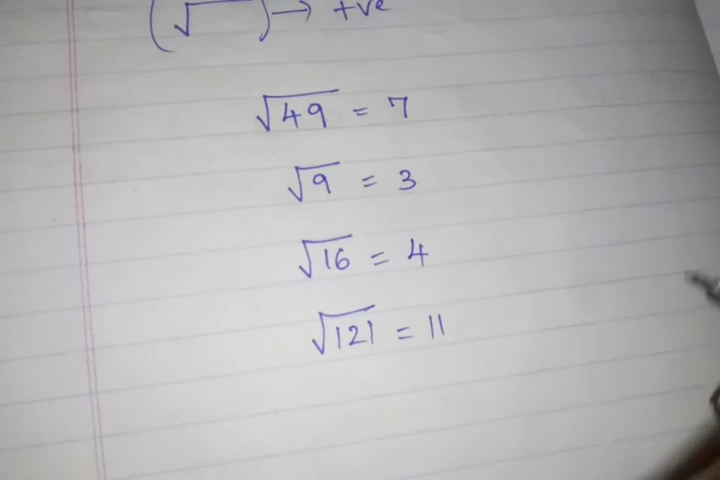 (√ ) → +ve
√49 = 7
√9 = 3
√16 = 4
√121 = 11